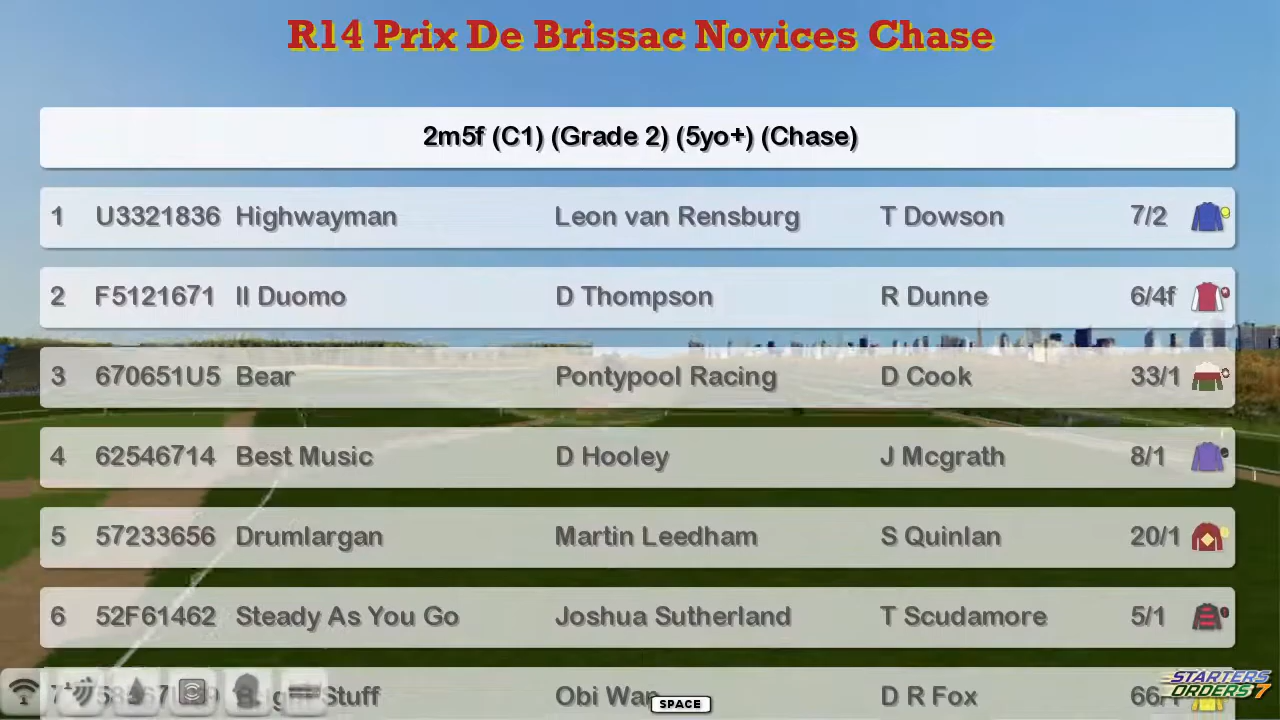 R14 Prix De Brissac Novices Chase
2m5f (C1) (Grade 2) (5yo+) (Chase)
1 U3321836 Highwayman Leon van Rensburg T Dowson 7/2
2 F5121671 Il Duomo D Thompson R Dunne 6/4f
3 670651U5 Bear Pontypool Racing D Cook 33/1
4 62546714 Best Music D Hooley J Mcgrath 8/1
5 57233656 Drumlargan Martin Leedham S Quinlan 20/1
6 52F61462 Steady As You Go Joshua Sutherland T Scudamore 5/1
7 Stuff Obi Wan D R Fox
SPACE
STARTERS
ORDERS 7